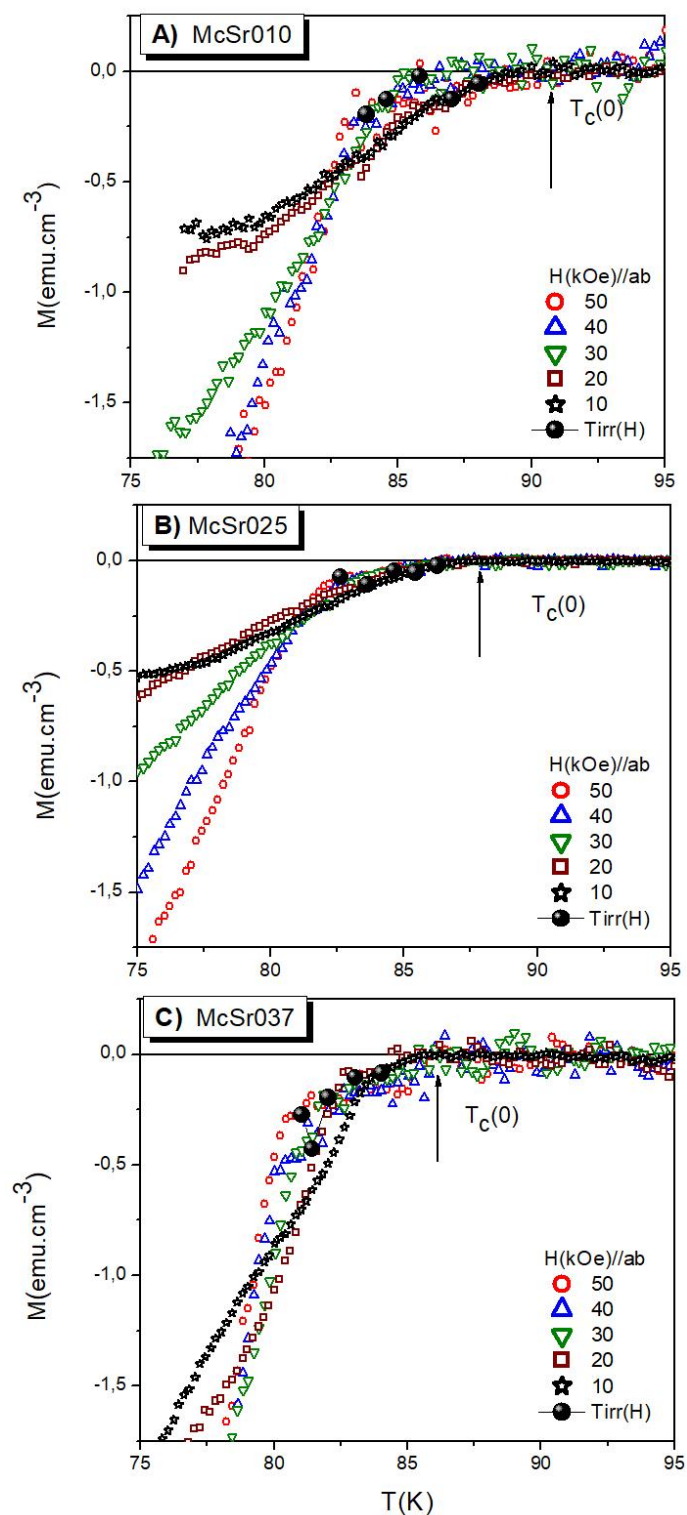 A) McSr010
0,0
-0,5
-1,0
-1,5
M(emu.cm-3)
Tc(0)
H(kOe)//ab
50
40
30
20
10
Tirr(H)
75 80 85 90 95
B) McSr025
0,0
-0,5
-1,0
-1,5
M(emu.cm-3)
Tc(0)
H(kOe)//ab
50
40
30
20
10
Tirr(H)
75 80 85 90 95
C) McSr037
0,0
-0,5
-1,0
-1,5
M(emu.cm-3)
Tc(0)
H(kOe)//ab
50
40
30
20
10
Tirr(H)
75 80 85 90 95
T(K)